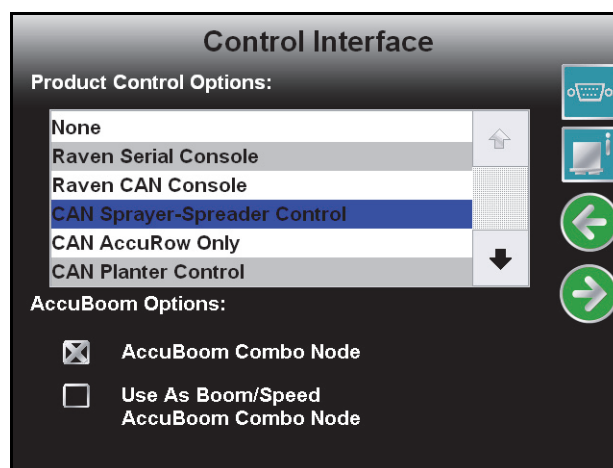 Control Interface
Product Control Options:
None
Raven Serial Console
Raven CAN Console
CAN Sprayer-Spreader Control
CAN AccuRow Only
CAN Planter Control
AccuBoom Options:
AccuBoom Combo Node
Use As Boom/Speed
AccuBoom Combo Node